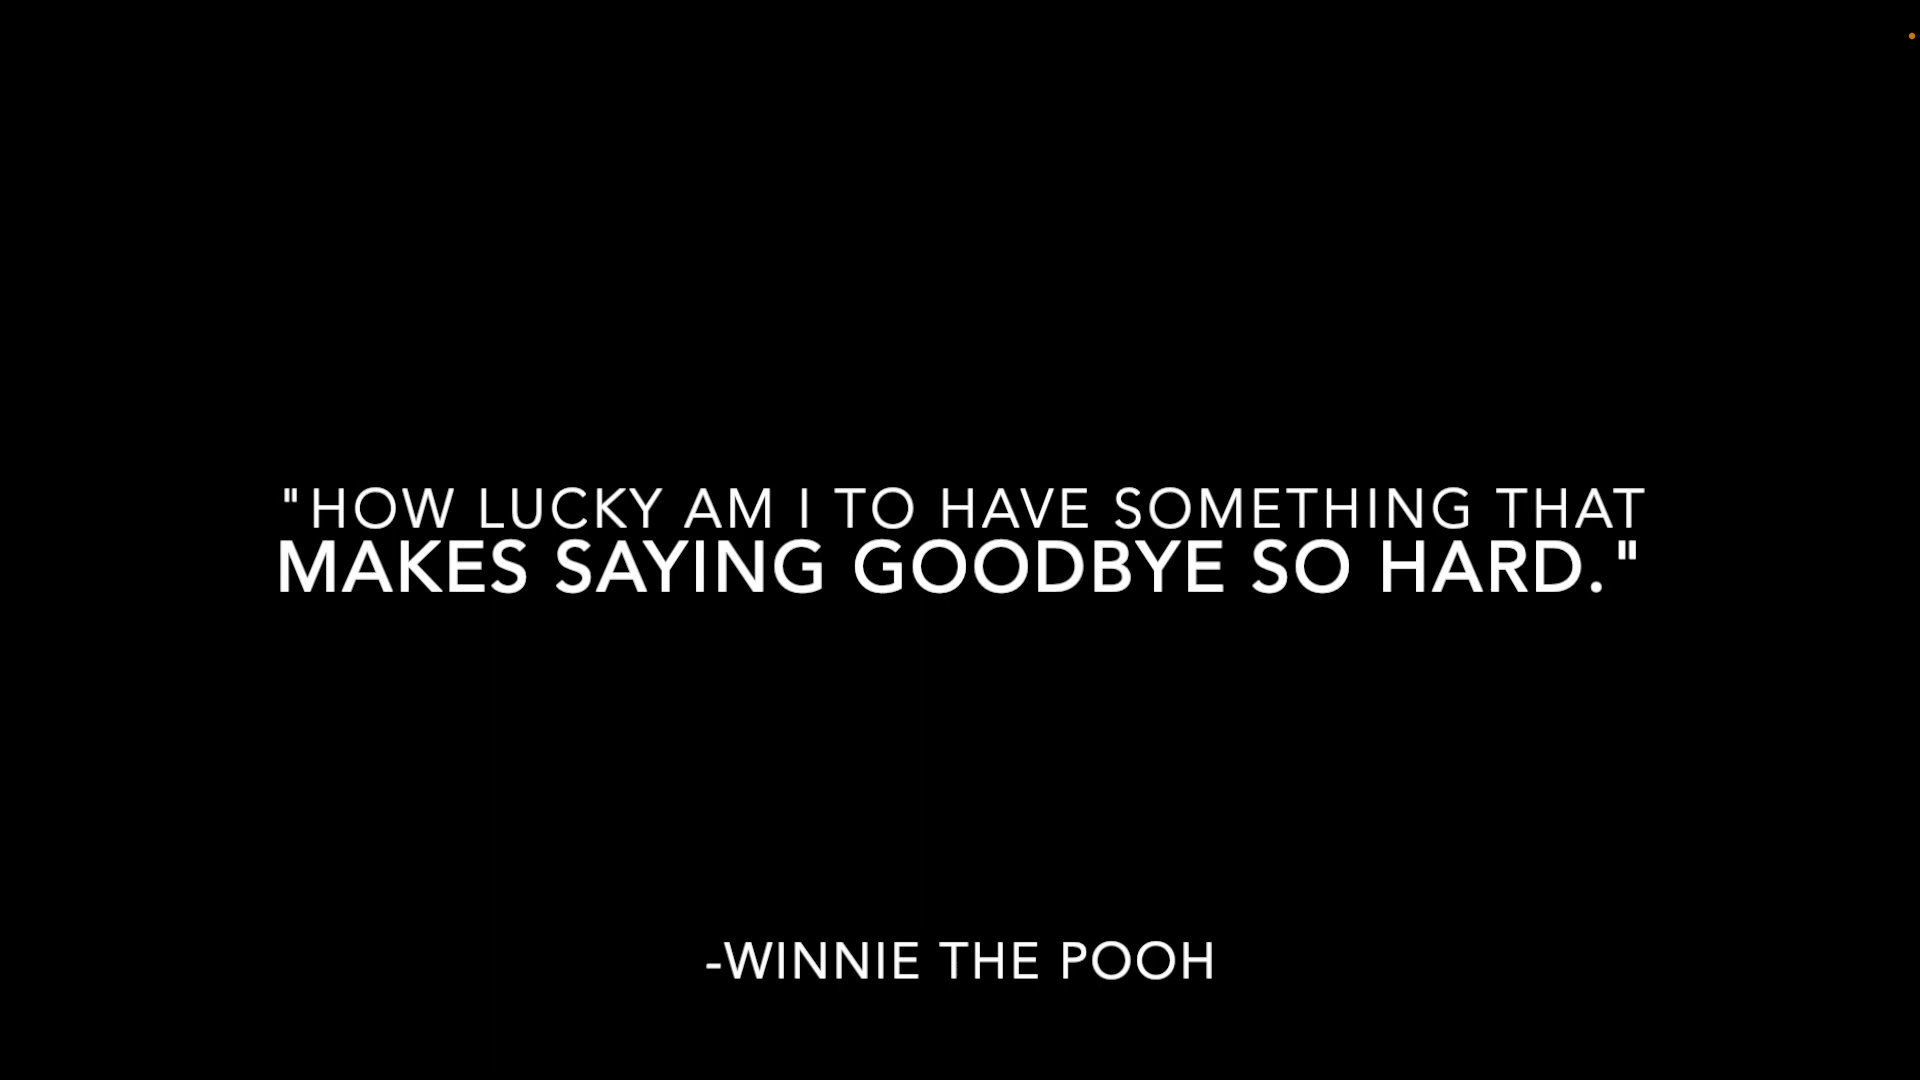 "HOW LUCKY AM I TO HAVE SOMETHING THAT
MAKES SAYING GOODBYE SO HARD."
-WINNIE THE POOH